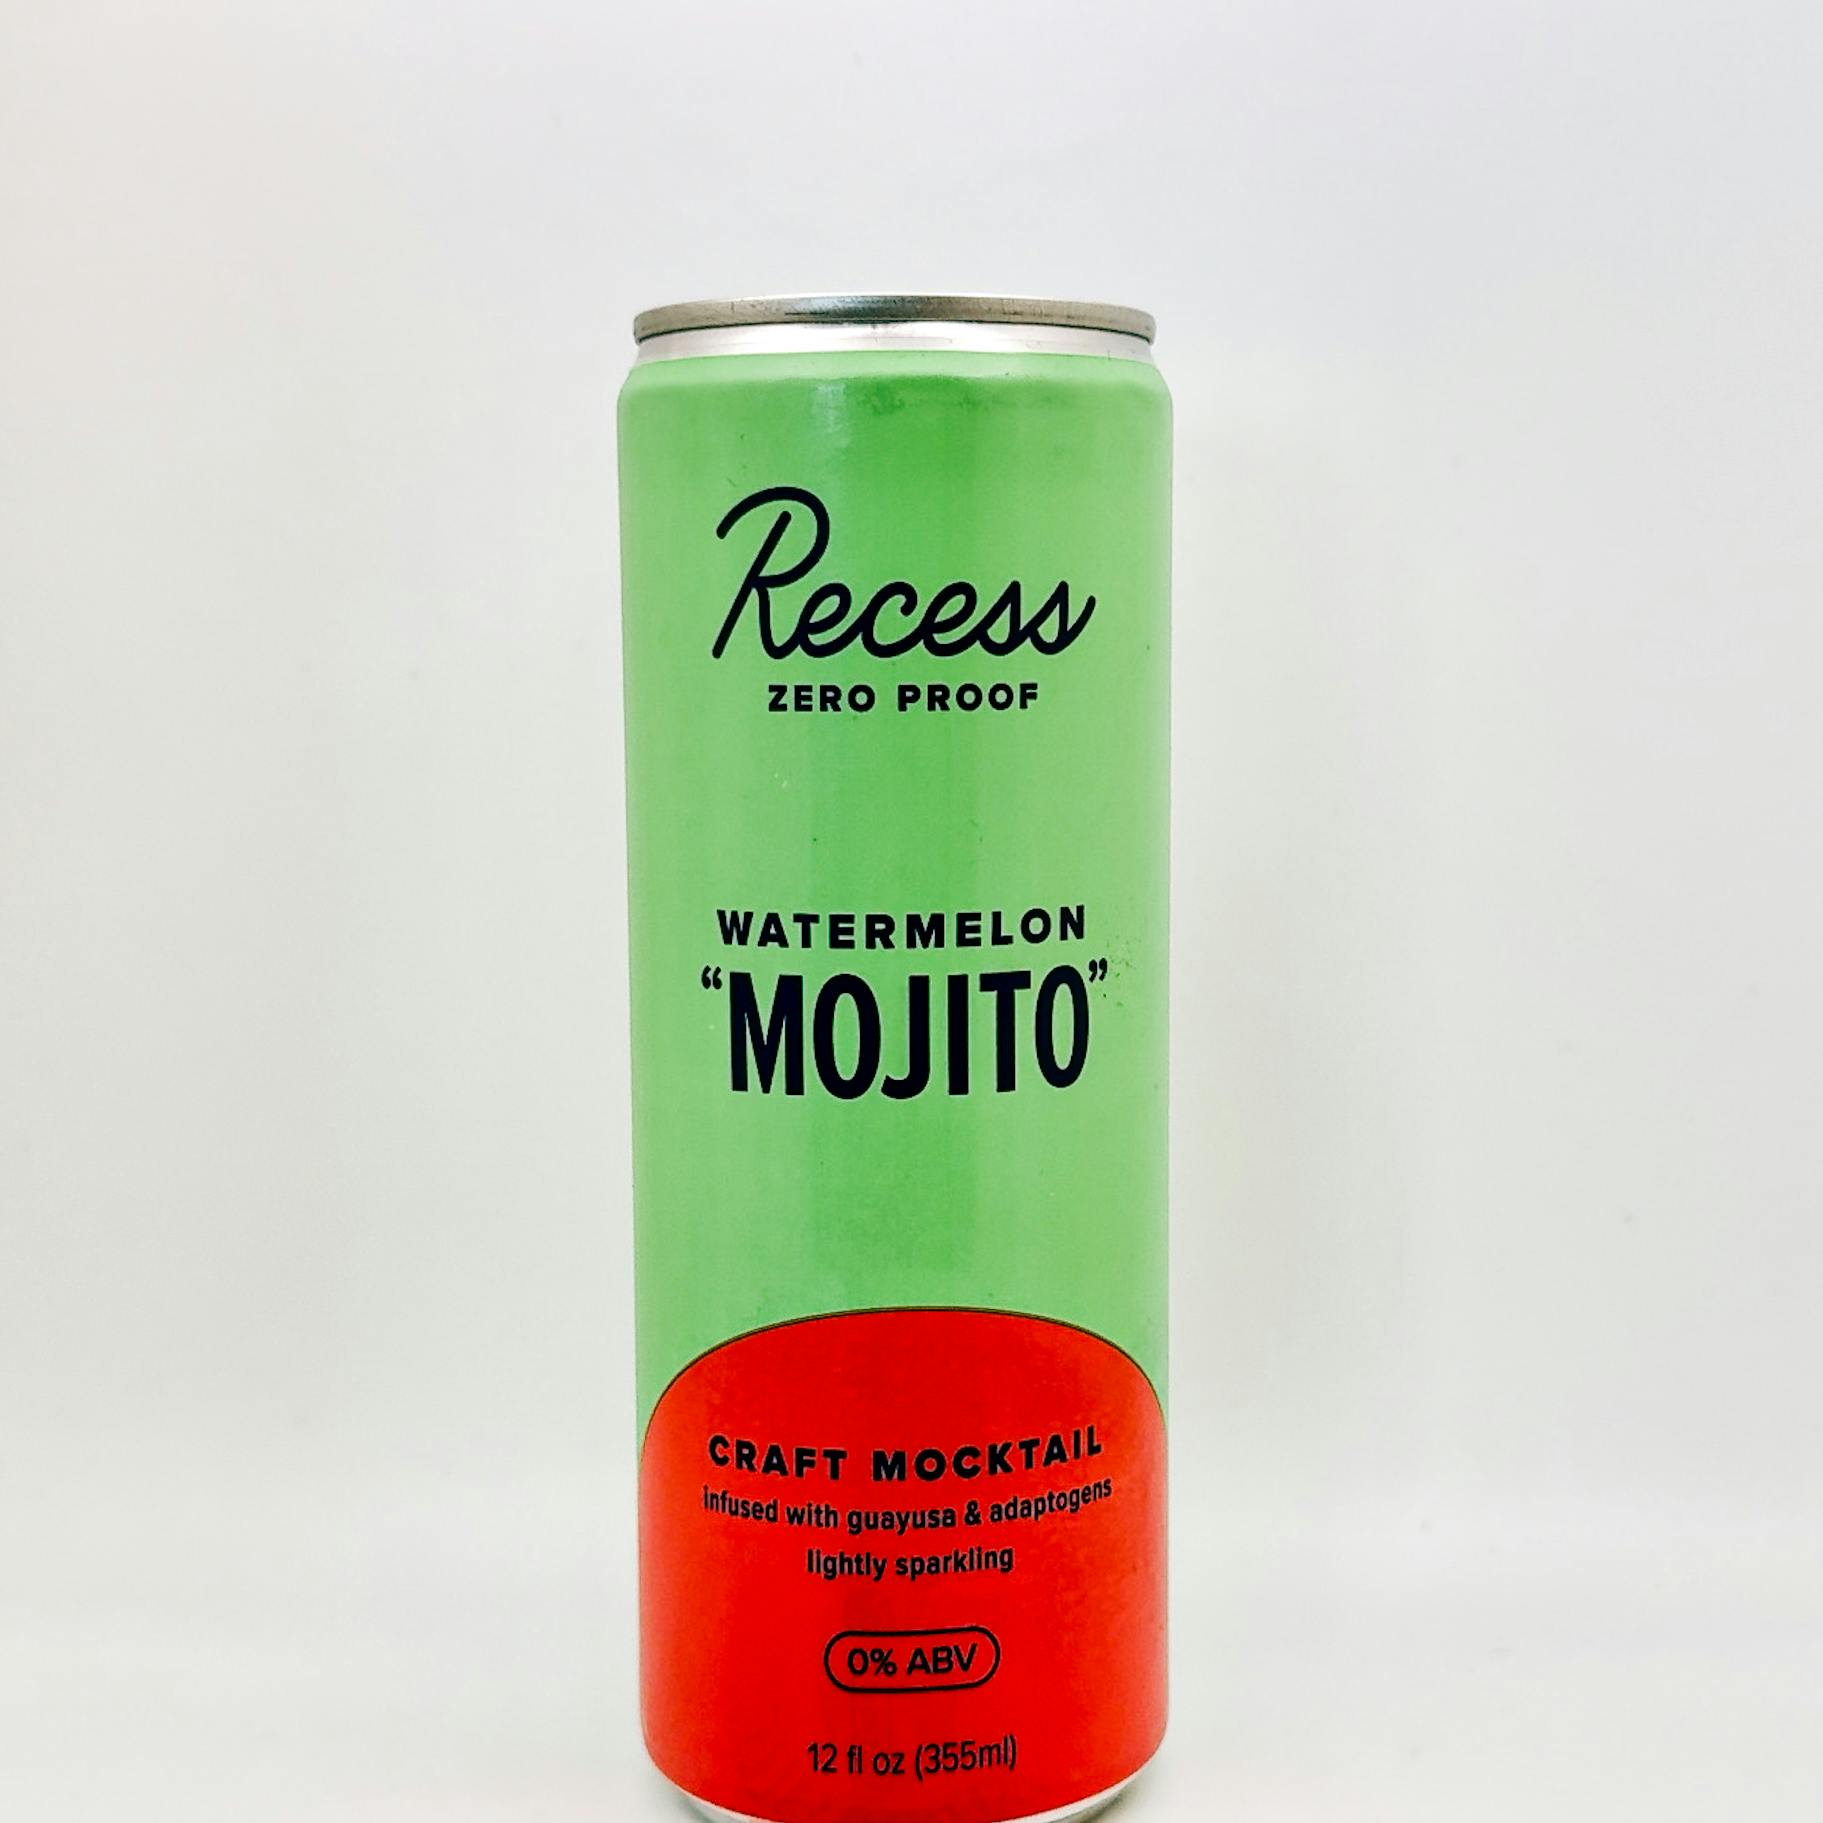 Recess
ZERO PROOF
WATERMELON
“MOJITO”
CRAFT MOCKTAIL
infused with guayusa & adaptogens
lightly sparkling
0% ABV
12 fl oz (355ml)